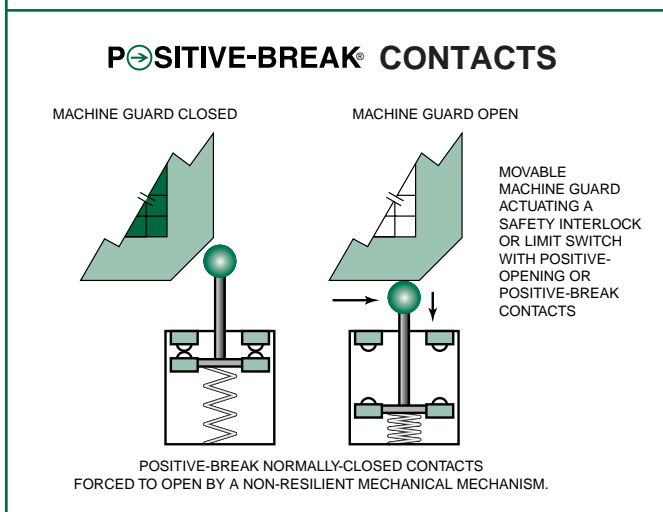 POSITIVE-BREAK® CONTACTS
MACHINE GUARD CLOSED
MACHINE GUARD OPEN
MOVABLE
MACHINE GUARD
ACTUATING A
SAFETY INTERLOCK
OR LIMIT SWITCH
WITH POSITIVE-
OPENING OR
POSITIVE-BREAK
CONTACTS
POSITIVE-BREAK NORMALLY-CLOSED CONTACTS
FORCED TO OPEN BY A NON-RESILIENT MECHANICAL MECHANISM.